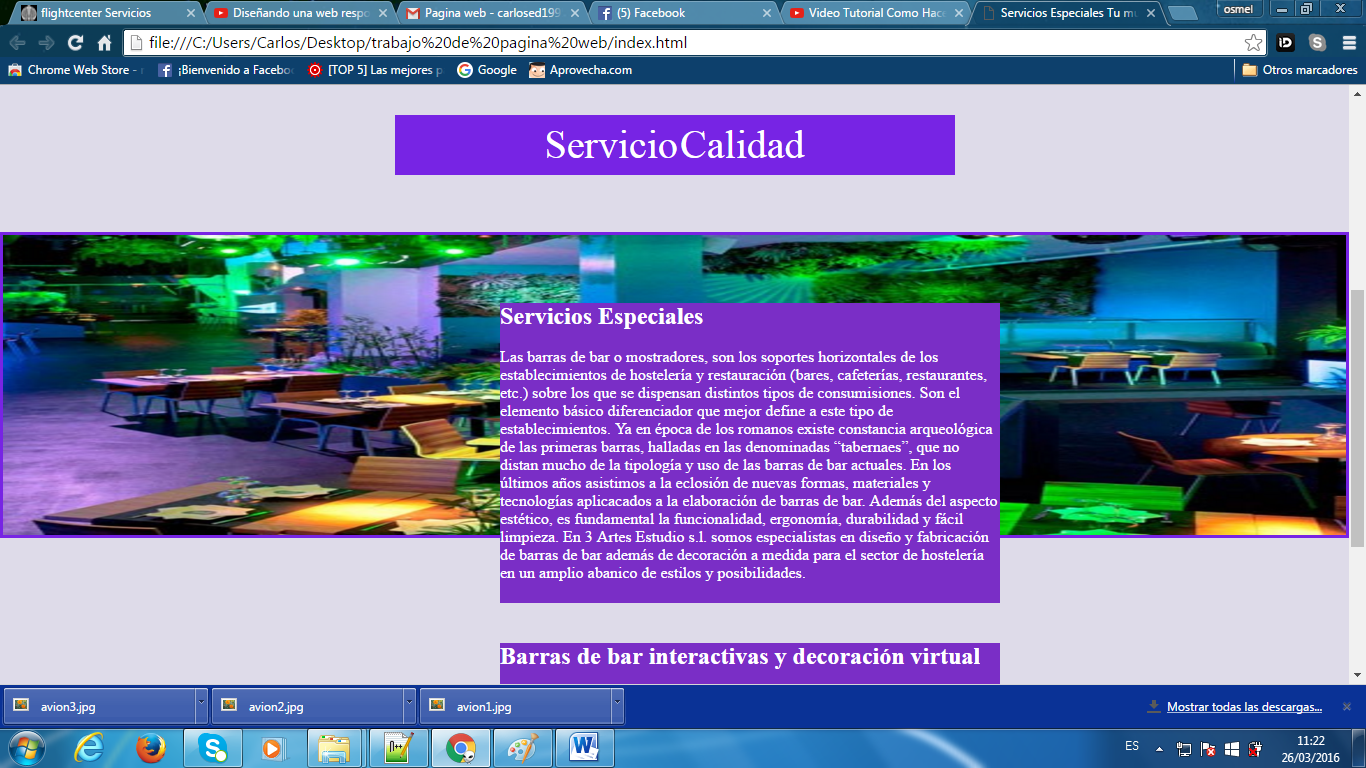 flightcenter Servicios
Diseñando una web respo
Pagina web - carlosed199
(5) Facebook
Video Tutorial Como Hace
Servicios Especiales Tu mu
osmel
file:///C:/Users/Carlos/Desktop/trabajo%20de%20pagina%20web/index.html
Chrome Web Store -
¡Bienvenido a Facebo
[TOP 5] Las mejores p
Google
Aprovecha.com
Otros marcadores
ServicioCalidad
Servicios Especiales
Las barras de bar o mostradores, son los soportes horizontales de los
establecimientos de hostelería y restauración (bares, cafeterías, restaurantes,
etc.) sobre los que se dispensan distintos tipos de consumisiones. Son el
elemento básico diferenciador que mejor define a este tipo de
establecimientos. Ya en época de los romanos existe constancia arqueológica
de las primeras barras, halladas en las denominadas “tabernaes”, que no
distan mucho de la tipología y uso de las barras de bar actuales. En los
últimos años asistimos a la eclosión de nuevas formas, materiales y
tecnologías aplicacados a la elaboración de barras de bar. Además del aspecto
estético, es fundamental la funcionalidad, ergonomía, durabilidad y fácil
limpieza. En 3 Artes Estudio s.l. somos especialistas en diseño y fabricación
de barras de bar además de decoración a medida para el sector de hostelería
en un amplio abanico de estilos y posibilidades.
Barras de bar interactivas y decoración virtual
avion3.jpg
avion2.jpg
avion1.jpg
Mostrar todas las descargas...
ES
11:22
26/03/2016